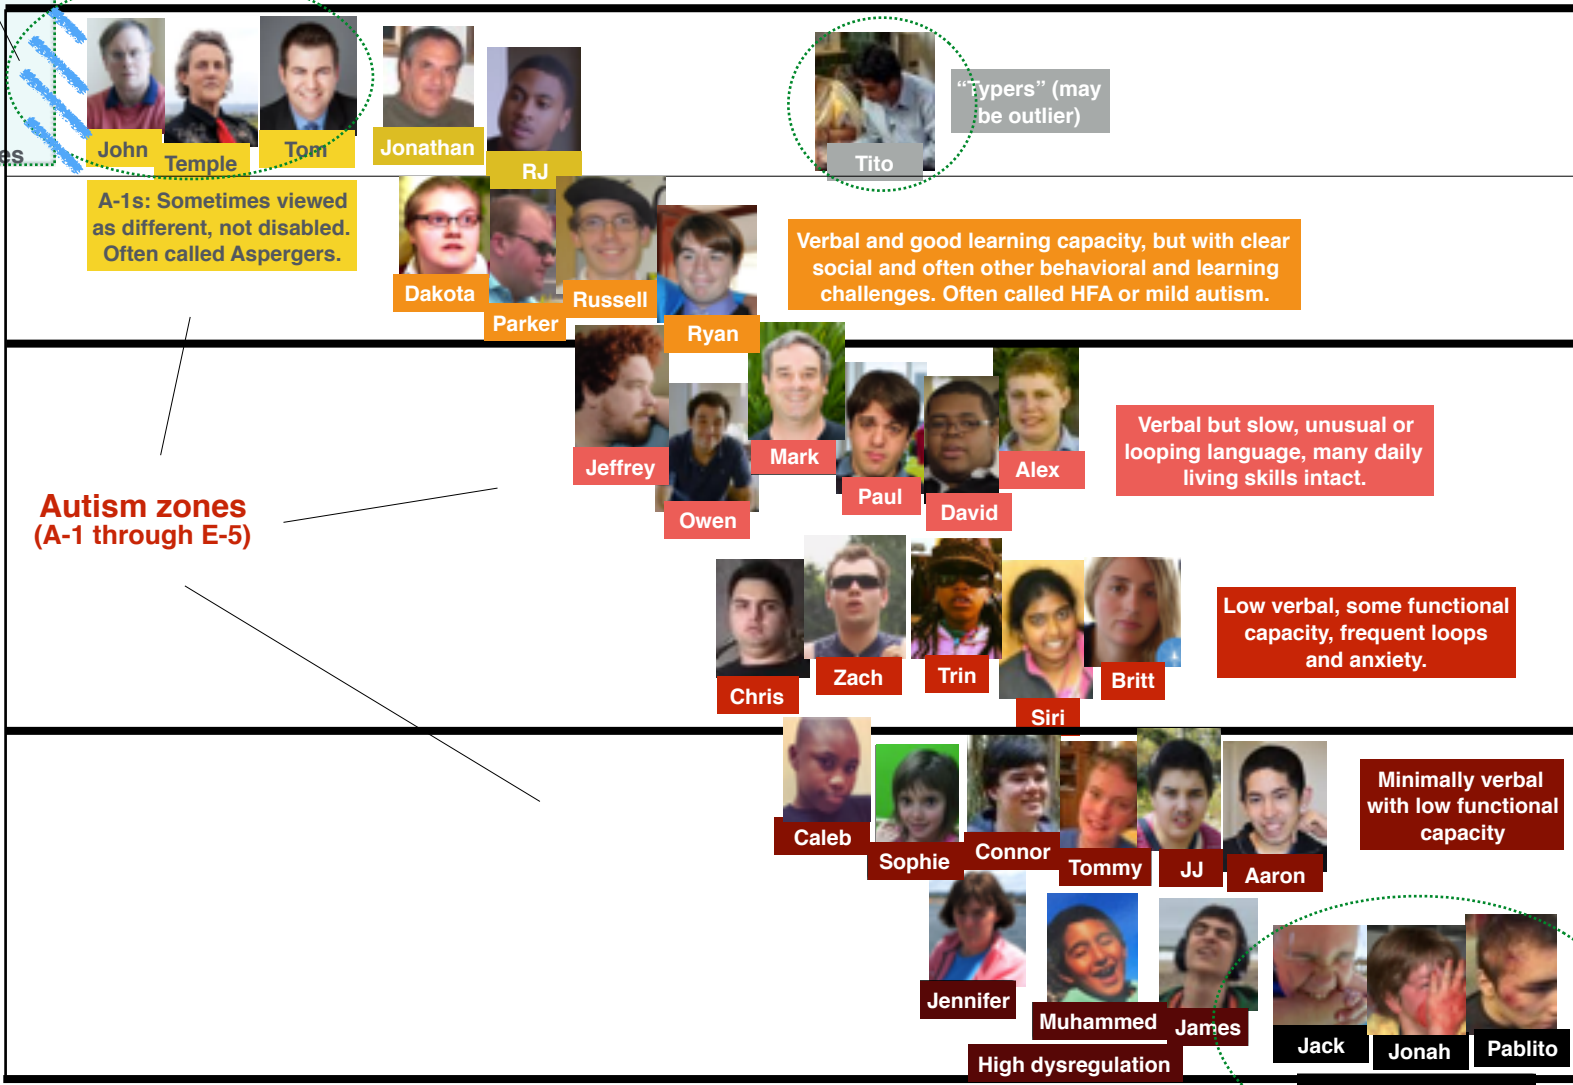 es
John
Temple
Tom
Jonathan
RJ
Tito
“Typers” (may
be outlier)
A-1s: Sometimes viewed
as different, not disabled.
Often called Aspergers.
Dakota
Parker
Russell
Ryan
Verbal and good learning capacity, but with clear
social and often other behavioral and learning
challenges. Often called HFA or mild autism.
Jeffrey
Owen
Mark
Paul
David
Alex
Verbal but slow, unusual or
looping language, many daily
living skills intact.
Autism zones
(A-1 through E-5)
Chris
Zach
Trin
Siri
Britt
Low verbal, some functional
capacity, frequent loops
and anxiety.
Caleb
Sophie
Connor
Tommy
JJ
Aaron
Minimally verbal
with low functional
capacity
Jennifer
Muhammed
James
Jack
Jonah
Pablito
High dysregulation